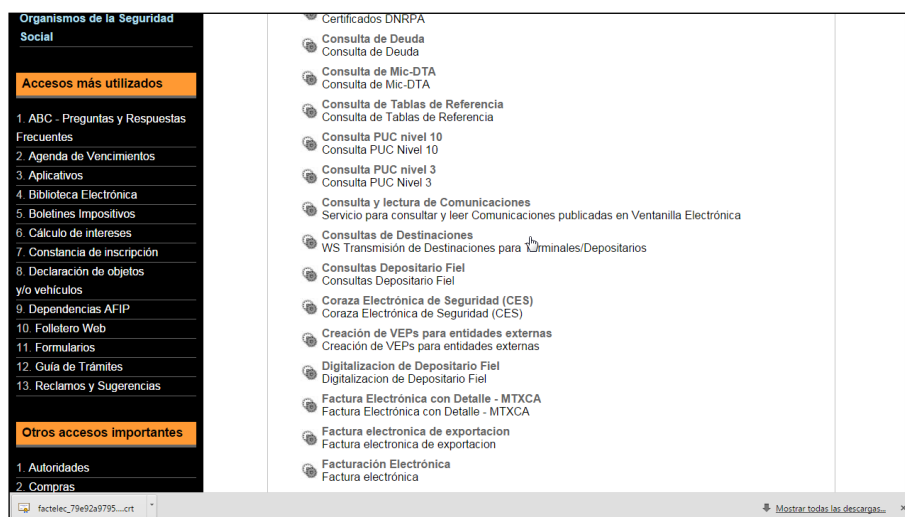 Organismos de la Seguridad
Social
Accesos más utilizados
1. ABC - Preguntas y Respuestas
Frecuentes
2. Agenda de Vencimientos
3. Aplicativos
4. Biblioteca Electrónica
5. Boletines Impositivos
6. Cálculo de intereses
7. Constancia de inscripción
8. Declaración de objetos
y/o vehículos
9. Dependencias AFIP
10. Folletero Web
11. Formularios
12. Guía de Trámites
13. Reclamos y Sugerencias
Otros accesos importantes
1. Autoridades
2. Compras
Certificados DNRPA
Consulta de Deuda
Consulta de Deuda
Consulta de Mic-DTA
Consulta de Mic-DTA
Consulta de Tablas de Referencia
Consulta de Tablas de Referencia
Consulta PUC nivel 10
Consulta PUC Nivel 10
Consulta PUC nivel 3
Consulta PUC Nivel 3
Consulta y lectura de Comunicaciones
Servicio para consultar y leer Comunicaciones publicadas en Ventanilla Electrónica
Consultas de Destinaciones
WS Transmisión de Destinaciones para Terminales/Depositarios
Consultas Depositario Fiel
Consultas Depositario Fiel
Coraza Electrónica de Seguridad (CES)
Coraza Electrónica de Seguridad (CES)
Creación de VEPs para entidades externas
Creación de VEPs para entidades externas
Digitalizacion de Depositario Fiel
Digitalizacion de Depositario Fiel
Factura Electrónica con Detalle - MTXCA
Factura Electrónica con Detalle - MTXCA
Factura electronica de exportacion
Factura electronica de exportacion
Facturación Electrónica
Factura electrónica
factelec_79e92a9795....crt
Mostrar todas las descargas...